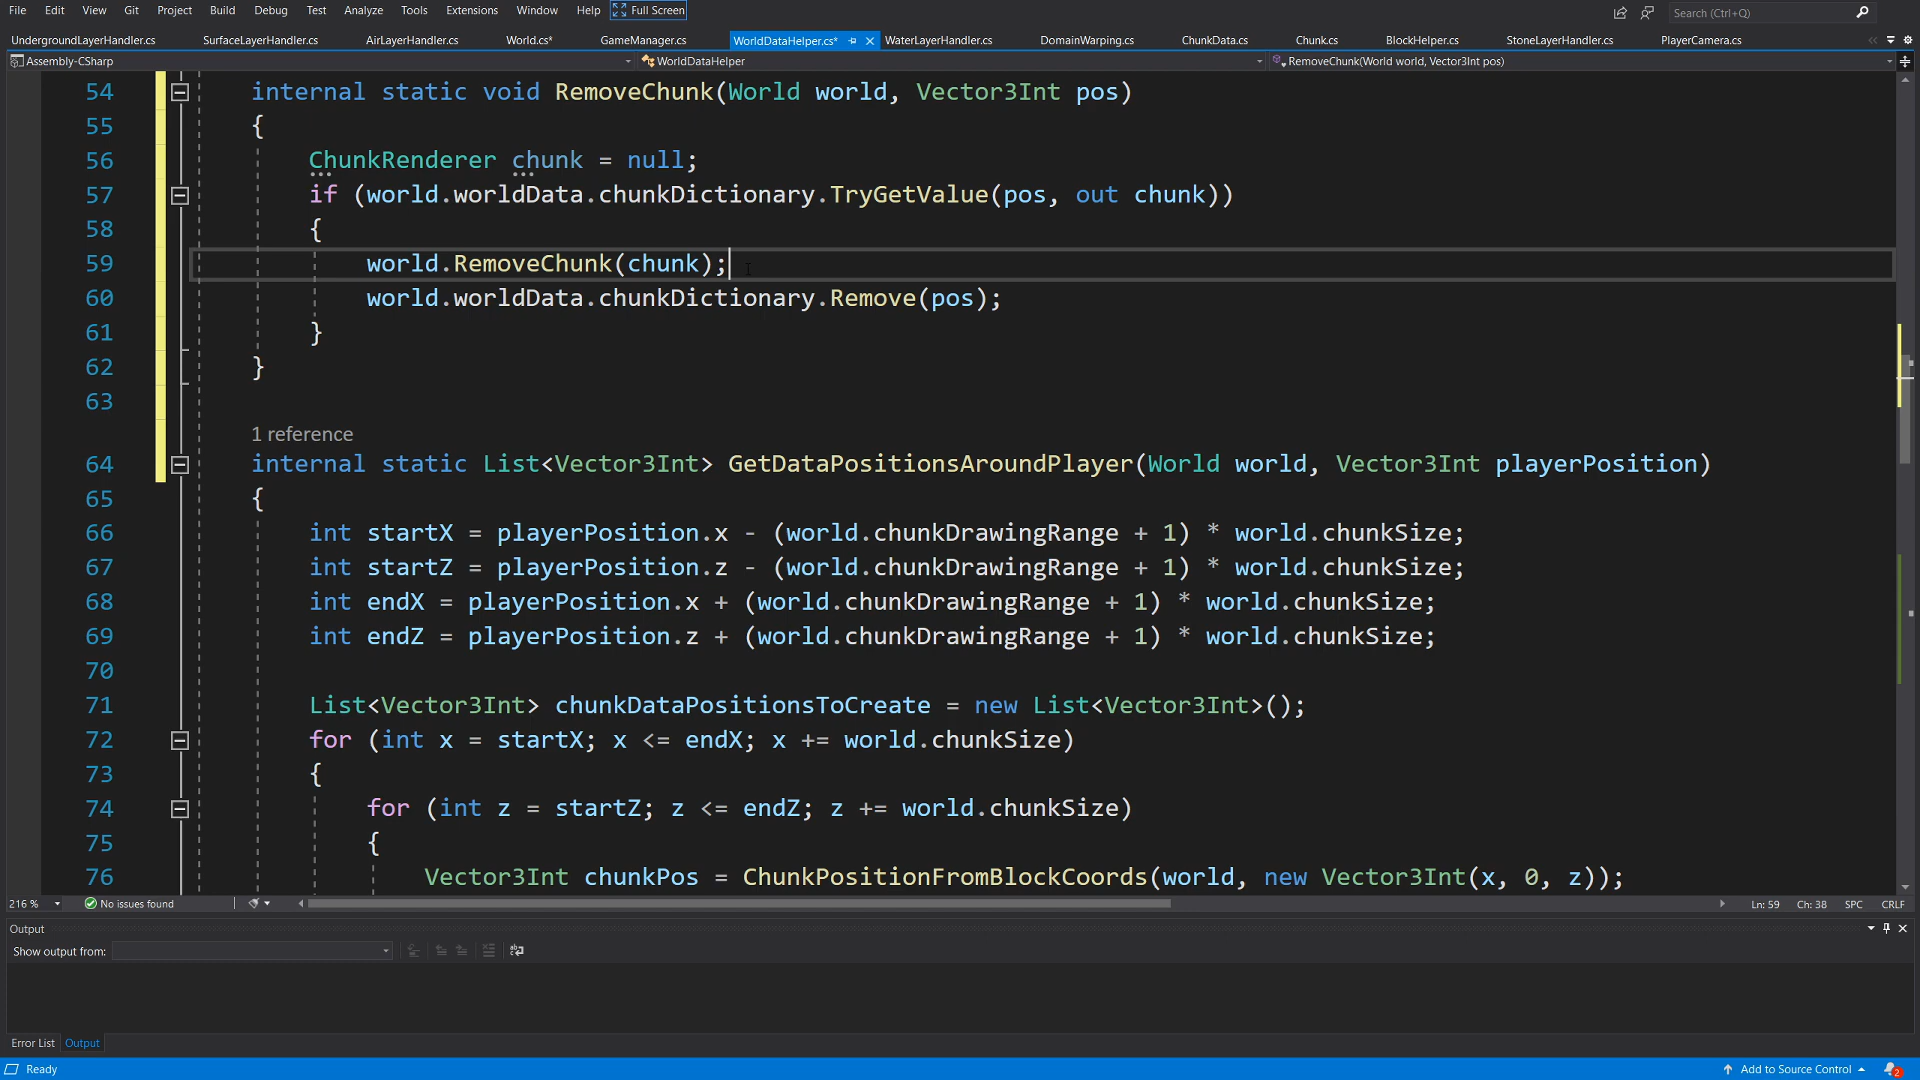 File Edit View Git Project Build Debug Test Analyze Tools Extensions Window Help Full Screen Search (Ctrl+Q)
UndergroundLayerHandler.cs SurfaceLayerHandler.cs AirLayerHandler.cs World.cs* GameManager.cs WorldDataHelper.cs* WaterLayerHandler.cs DomainWarping.cs ChunkData.cs Chunk.cs BlockHelper.cs StoneLayerHandler.cs PlayerCamera.cs
Assembly-CSharp WorldDataHelper RemoveChunk(World world, Vector3Int pos)
54 internal static void RemoveChunk(World world, Vector3Int pos)
55 {
56 ChunkRenderer chunk = null;
57 if (world.worldData.chunkDictionary.TryGetValue(pos, out chunk))
58 {
59 world.RemoveChunk(chunk);
60 world.worldData.chunkDictionary.Remove(pos);
61 }
62 }
63
1 reference
64 internal static List<Vector3Int> GetDataPositionsAroundPlayer(World world, Vector3Int playerPosition)
65 {
66 int startX = playerPosition.x - (world.chunkDrawingRange + 1) * world.chunkSize;
67 int startZ = playerPosition.z - (world.chunkDrawingRange + 1) * world.chunkSize;
68 int endX = playerPosition.x + (world.chunkDrawingRange + 1) * world.chunkSize;
69 int endZ = playerPosition.z + (world.chunkDrawingRange + 1) * world.chunkSize;
70
71 List<Vector3Int> chunkDataPositionsToCreate = new List<Vector3Int>();
72 for (int x = startX; x <= endX; x += world.chunkSize)
73 {
74 for (int z = startZ; z <= endZ; z += world.chunkSize)
75 {
76 Vector3Int chunkPos = ChunkPositionFromBlockCoords(world, new Vector3Int(x, 0, z));
216 % No issues found Ln: 59 Ch: 38 SPC CRLF
Output
Show output from:
Error List Output
Ready Add to Source Control 2